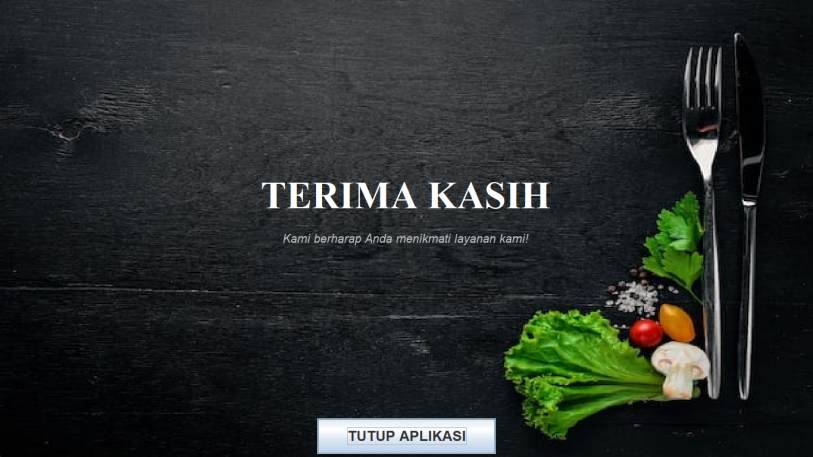 TERIMA KASIH
Kami berharap Anda menikmati layanan kami!
TUTUP APLIKASI